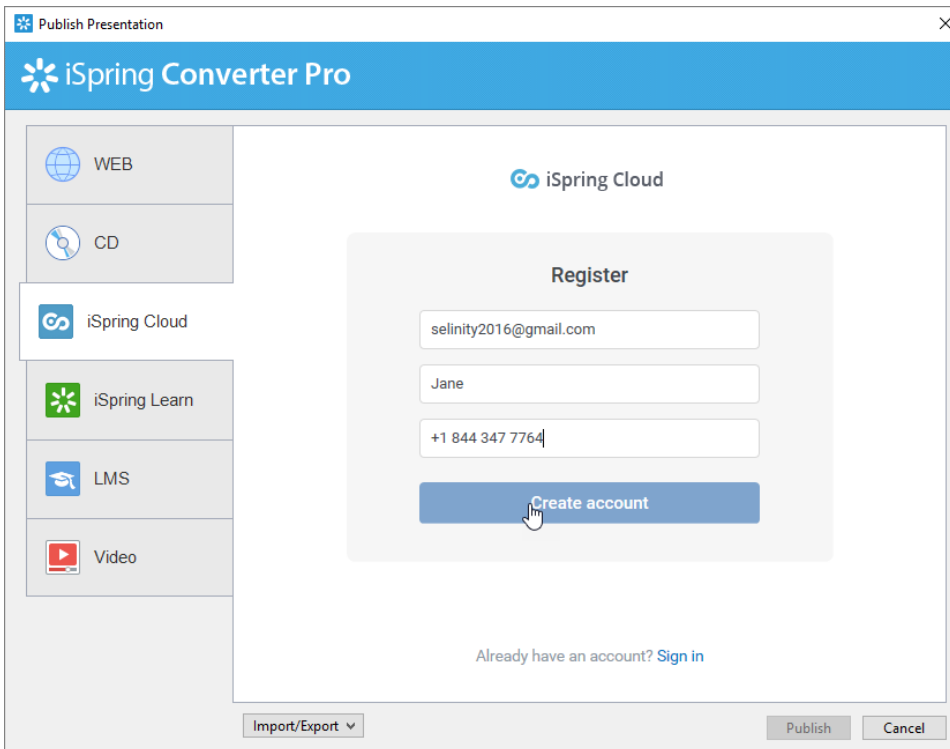 Publish Presentation
iSpring Converter Pro
WEB
CD
iSpring Cloud
iSpring Learn
LMS
Video
iSpring Cloud
Register
selinity2016@gmail.com
Jane
+1 844 347 7764
Create account
Already have an account? Sign in
Import/Export
Publish
Cancel